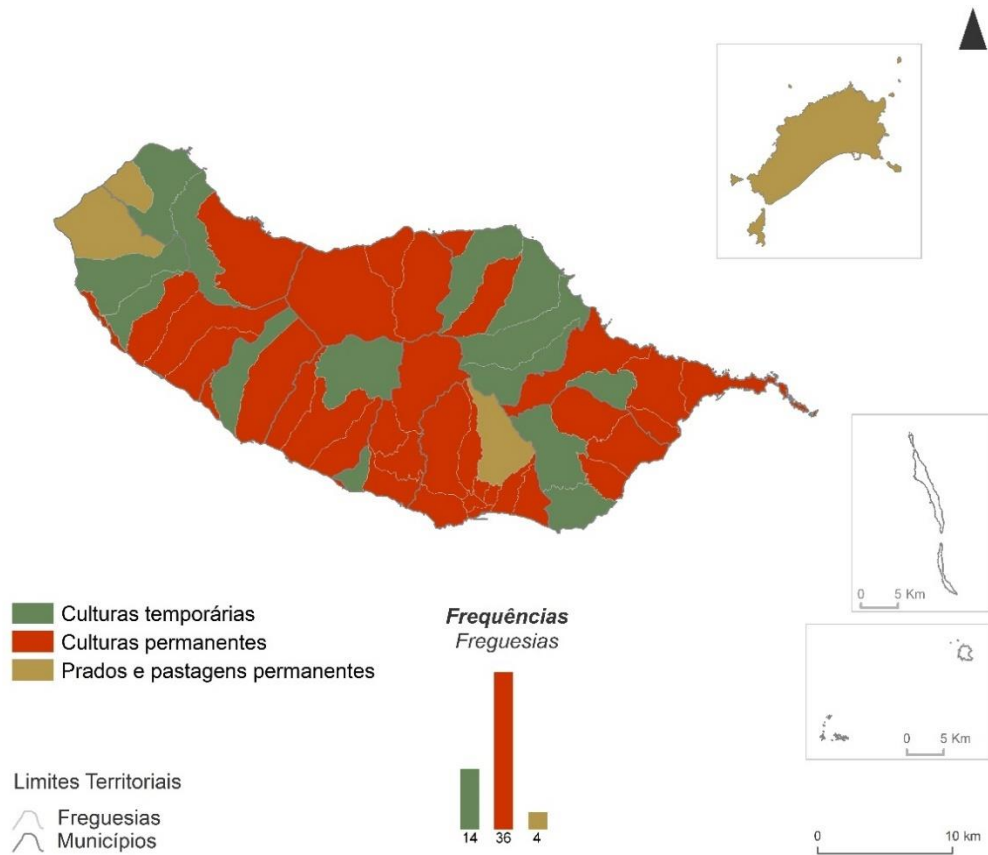 0 5 Km
0 5 Km
Culturas temporárias
Culturas permanentes
Prados e pastagens permanentes
Frequências
Freguesias
14 36 4
Limites Territoriais
Freguesias
Municípios
0 10 km